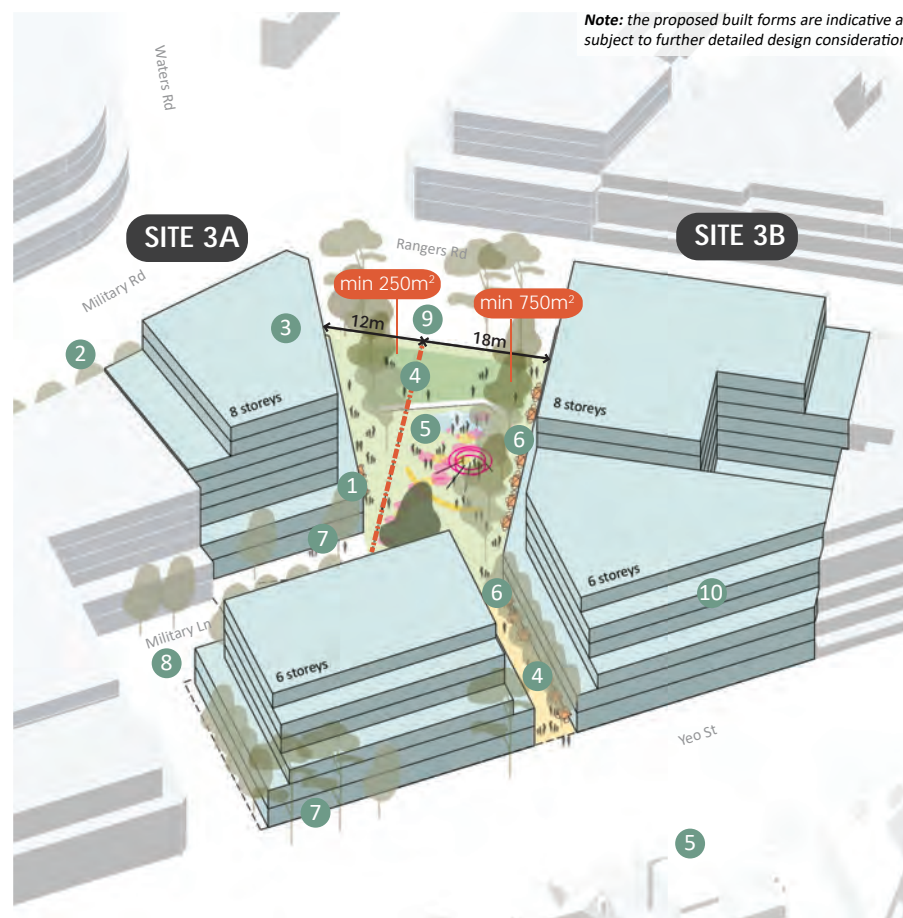 Note: the proposed built forms are indicative a
subject to further detailed design consideration
Waters Rd
SITE 3A
SITE 3B
Rangers Rd
Military Rd
min 250m²
min 750m²
12m
9
18m
3
2
4
8 storeys
8 storeys
5
6
1
7
6 storeys
6
10
Military Ln
8
6 storeys
4
Yeo St
7
5